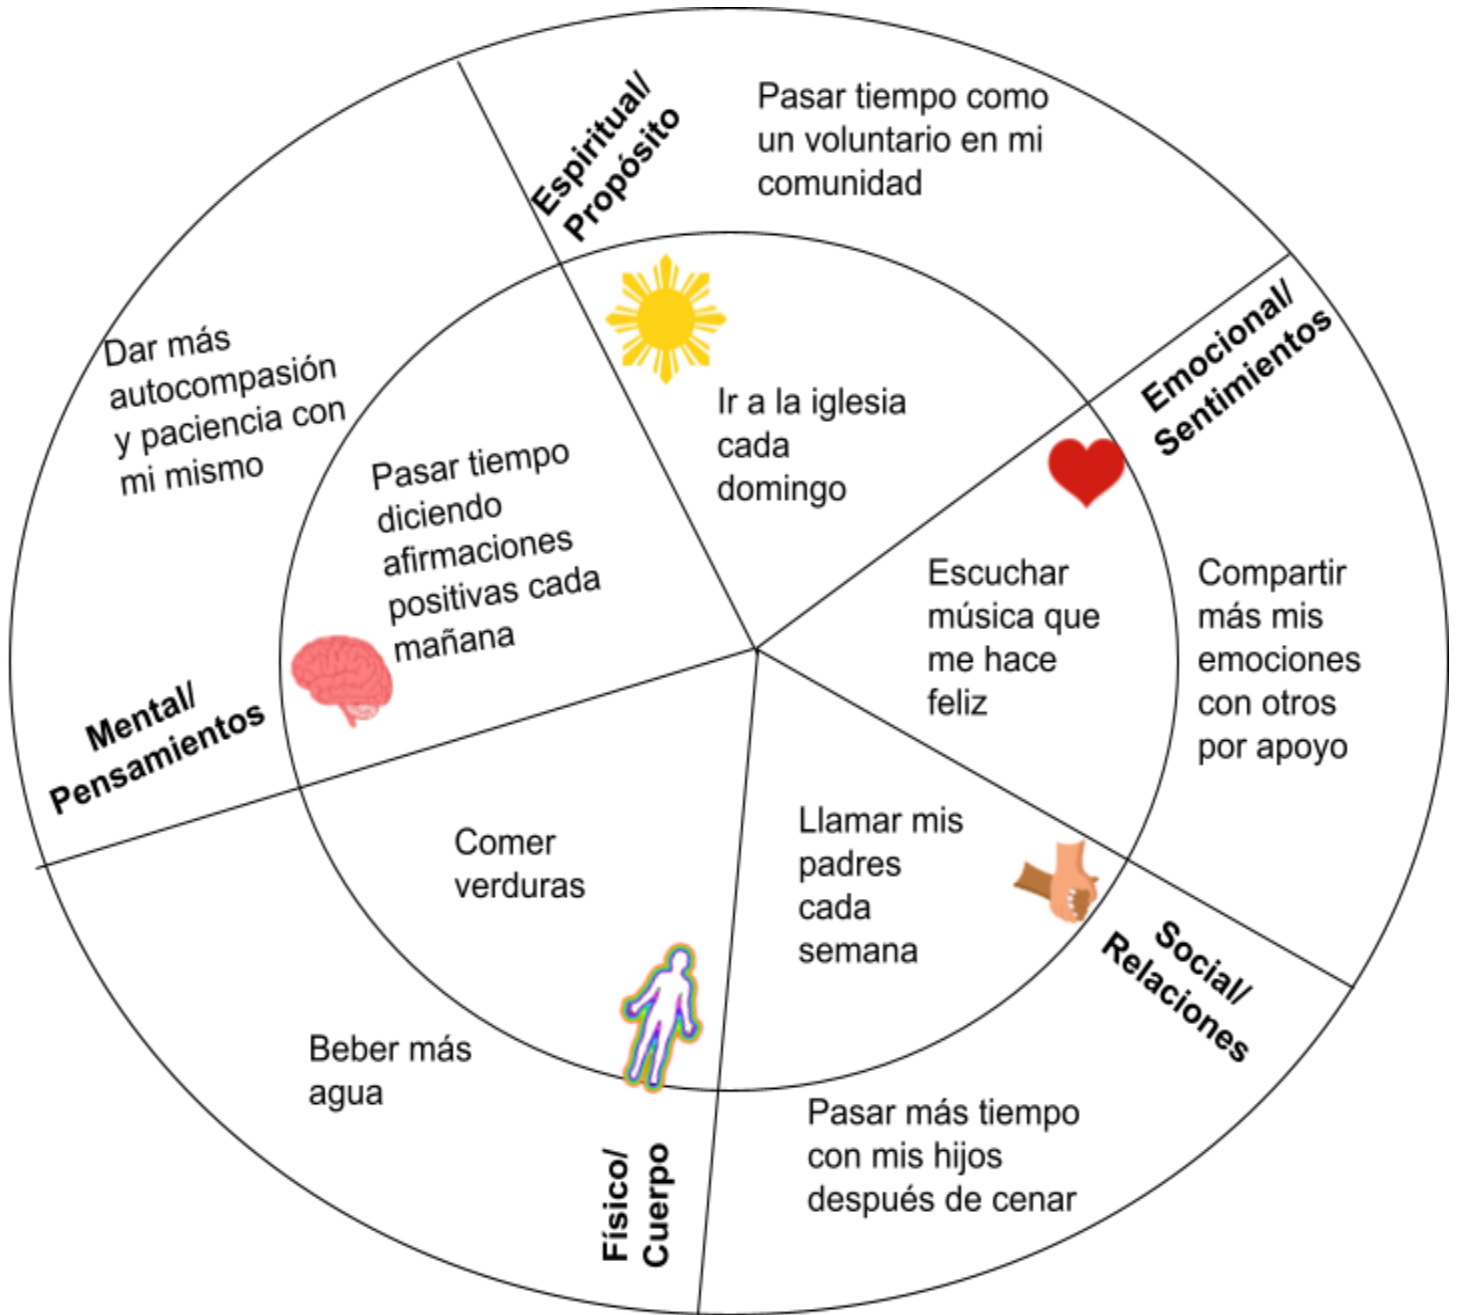 Espiritual/
Propósito
Pasar tiempo como
un voluntario en mi
comunidad
Ir a la iglesia
cada
domingo
Emocional/
Sentimientos
Escuchar
música que
me hace
feliz
Compartir
más mis
emociones
con otros
por apoyo
Social/
Relaciones
Llamar mis
padres
cada
semana
Pasar más tiempo
con mis hijos
después de cenar
Físico/
Cuerpo
Comer
verduras
Beber más
agua
Mental/
Pensamientos
Pasar tiempo
diciendo
afirmaciones
positivas cada
mañana
Dar más
autocompasión
y paciencia con
mi mismo